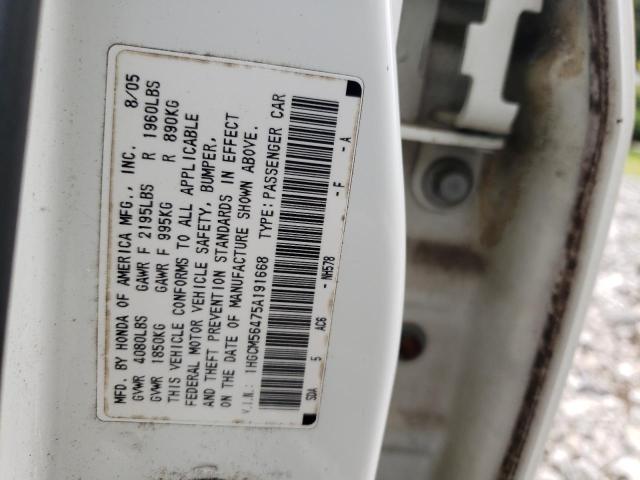 MFD. BY HONDA OF AMERICA MFG., INC. 8/05
GVWR 4080LBS GAWR F 2195LBS R 1960LBS
GVWR 1850KG GAWR F 995KG R 890KG
THIS VEHICLE CONFORMS TO ALL APPLICABLE
FEDERAL MOTOR VEHICLE SAFETY, BUMPER,
AND THEFT PREVENTION STANDARDS IN EFFECT
ON THE DATE OF MANUFACTURE SHOWN ABOVE.
V.I.N.: 1HGCM56475A191668 TYPE:PASSENGER CAR
SDA 5 AC6 -NH578 -F -A